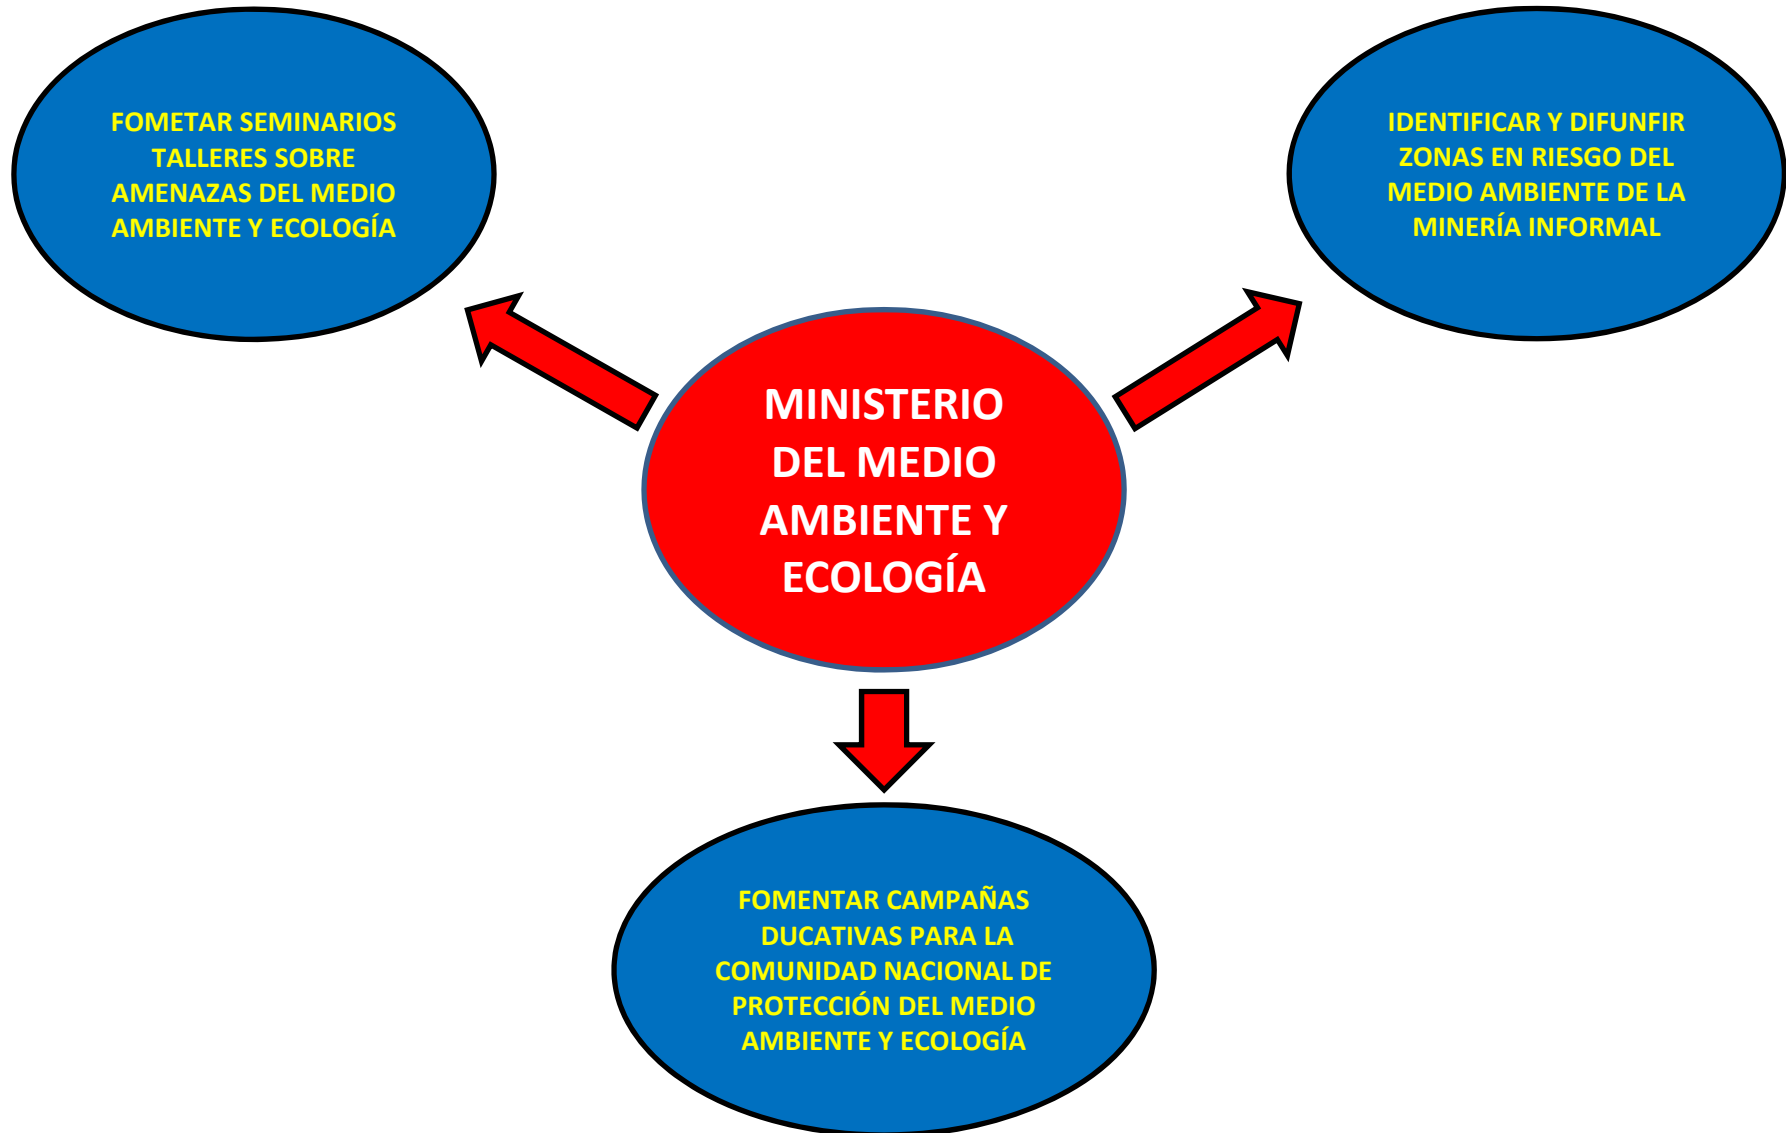 FOMETAR SEMINARIOS
TALLERES SOBRE
AMENAZAS DEL MEDIO
AMBIENTE Y ECOLOGÍA
IDENTIFICAR Y DIFUNFIR
ZONAS EN RIESGO DEL
MEDIO AMBIENTE DE LA
MINERÍA INFORMAL
MINISTERIO
DEL MEDIO
AMBIENTE Y
ECOLOGÍA
FOMENTAR CAMPAÑAS
DUCATIVAS PARA LA
COMUNIDAD NACIONAL DE
PROTECCIÓN DEL MEDIO
AMBIENTE Y ECOLOGÍA